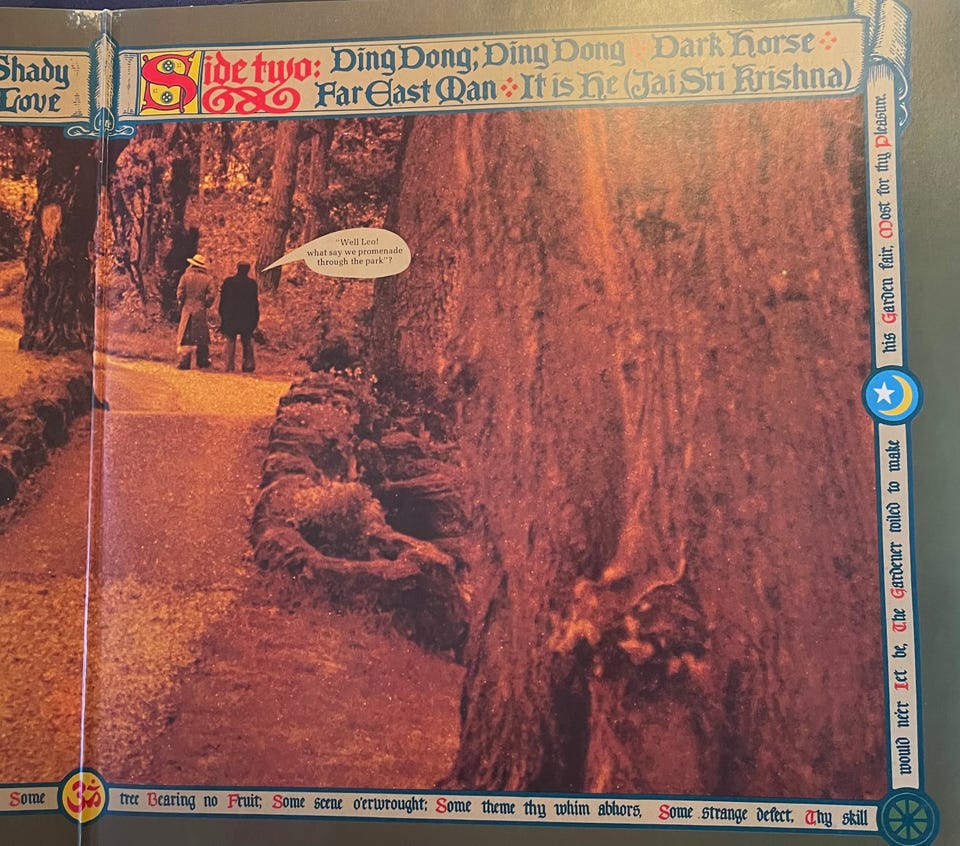 Shady
Love
Side two: Ding Dong; Ding Dong Dark Horse
Far East Man It is He (Jai Sri Krishna)
"Well Leo!
what say we promenade
through the park"?
Some tree Bearing no Fruit; Some scene o'erwrought; Some theme thy whim abhors, Some strange defect, Thy skill
would ne'er Let be, The Gardener toiled to make
his Garden fair, Most for thy Pleasure.
ॐ